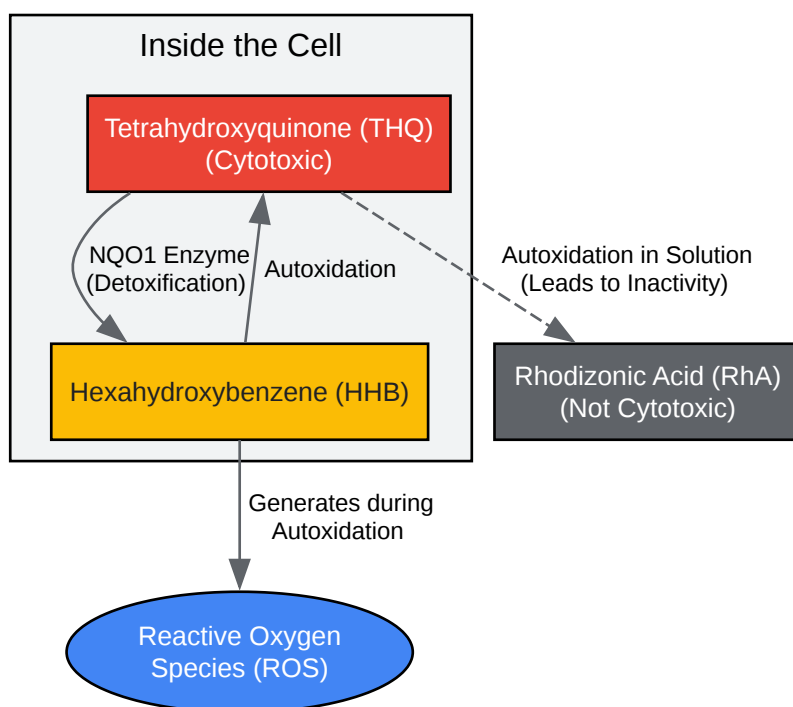 Inside the Cell
Tetrahydroxyquinone (THQ)
(Cytotoxic)
NQO1 Enzyme
(Detoxification)
Autoxidation
Autoxidation in Solution
(Leads to Inactivity)
Hexahydroxybenzene (HHB)
Rhodizonic Acid (RhA)
(Not Cytotoxic)
Generates during
Autoxidation
Reactive Oxygen
Species (ROS)